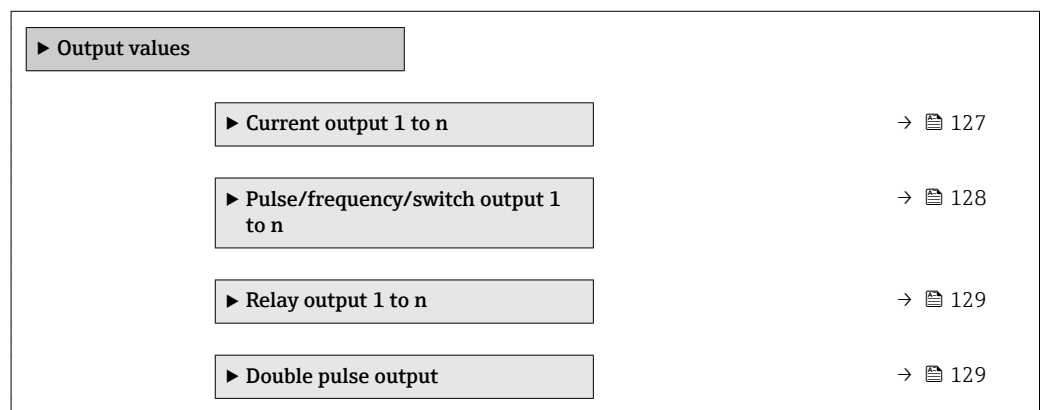 ▶ Output values
▶ Current output 1 to n → 127
▶ Pulse/frequency/switch output 1 → 128
to n
▶ Relay output 1 to n → 129
▶ Double pulse output → 129